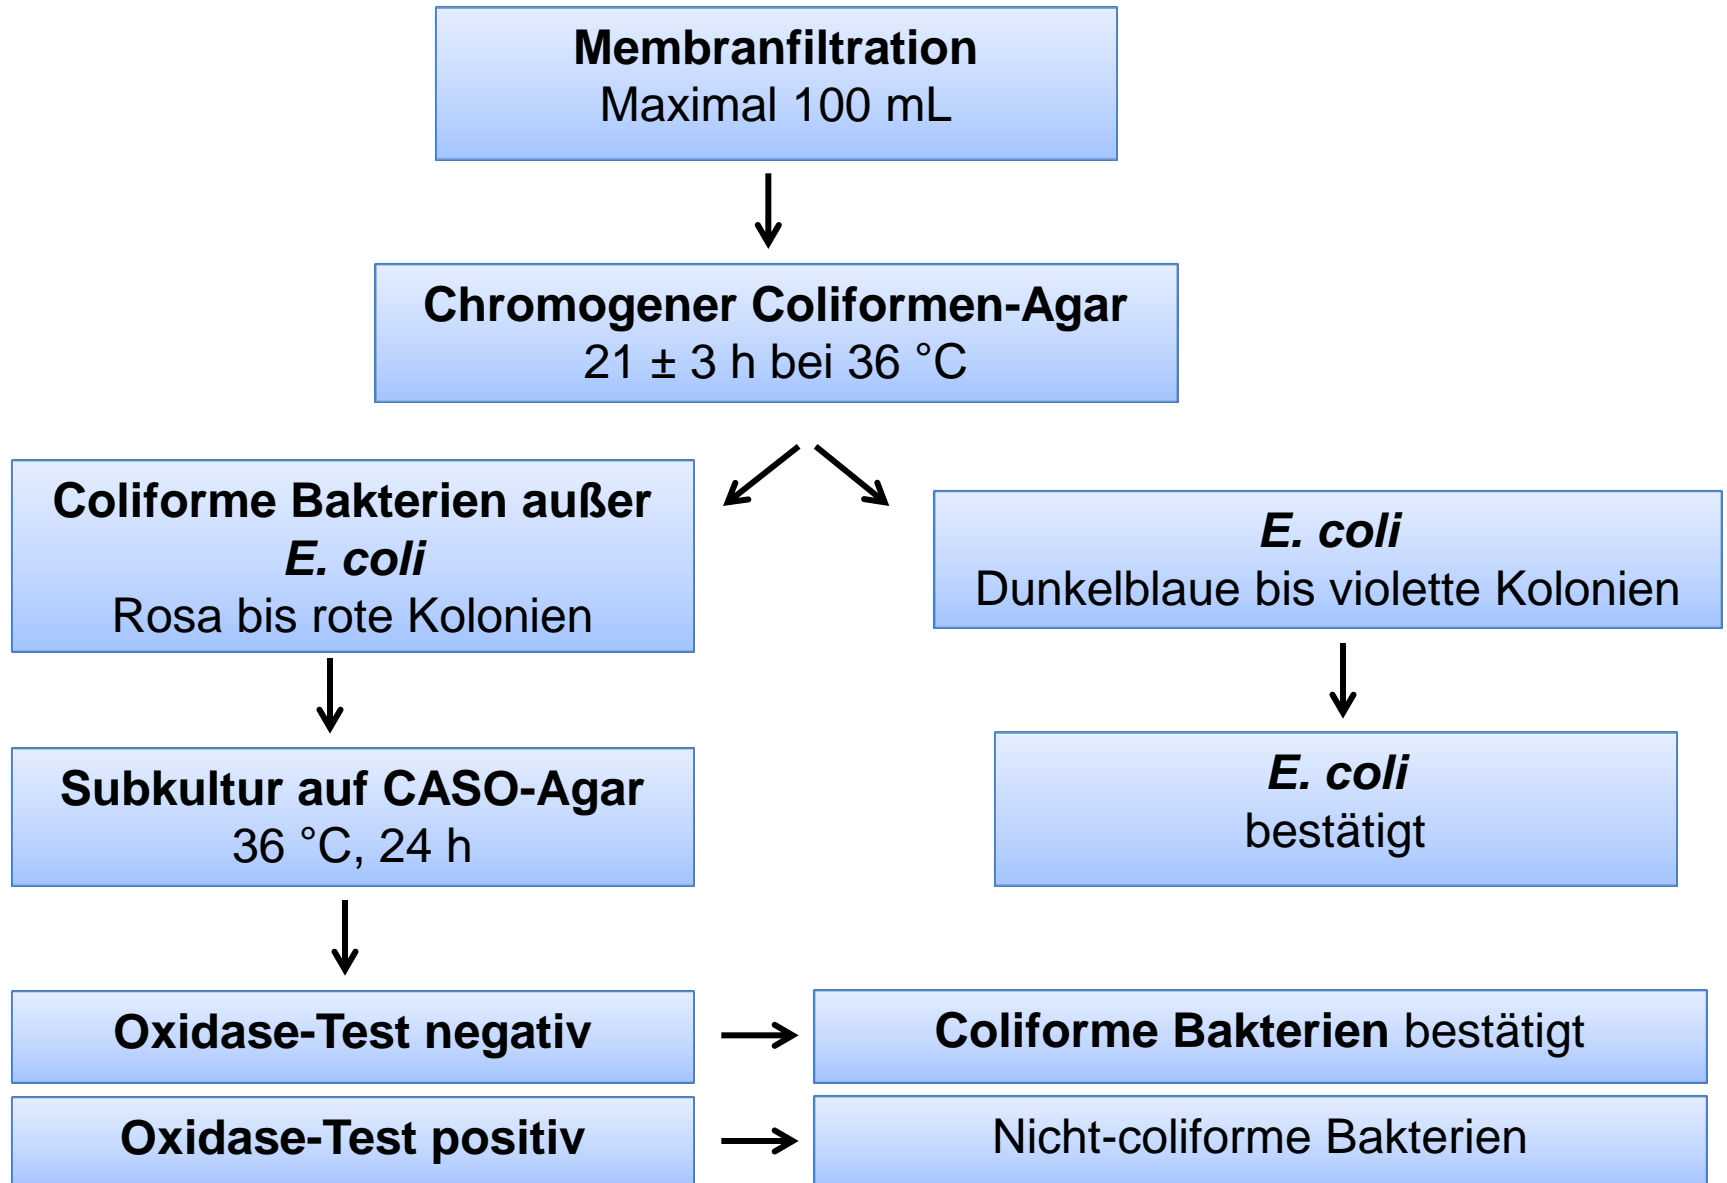 Membranfiltration
Maximal 100 mL
Chromogener Coliformen-Agar
21 ± 3 h bei 36 °C
Coliforme Bakterien außer
E. coli
Rosa bis rote Kolonien
E. coli
Dunkelblaue bis violette Kolonien
Subkultur auf CASO-Agar
36 °C, 24 h
E. coli
bestätigt
Oxidase-Test negativ
Coliforme Bakterien bestätigt
Oxidase-Test positiv
Nicht-coliforme Bakterien